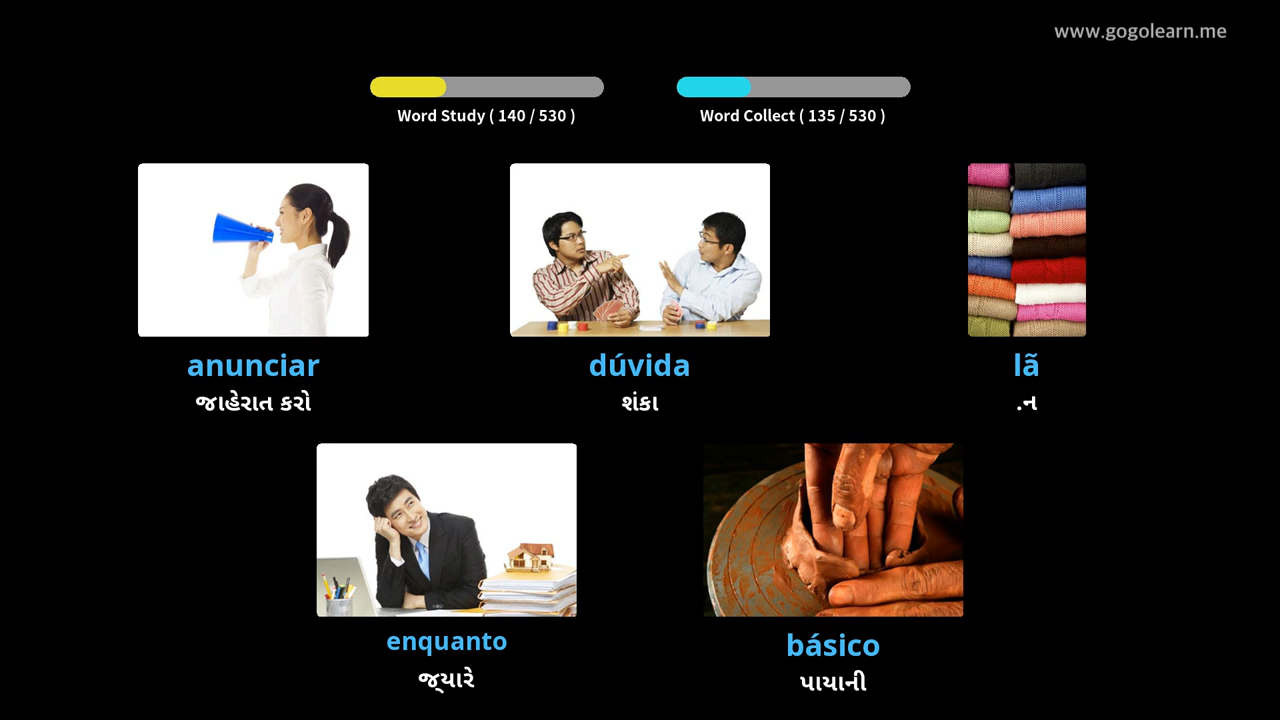 www.gogolearn.me
Word Study ( 140 / 530 )
Word Collect ( 135 / 530 )
anunciar
જાહેરાત કરો
dúvida
શંકા
lã
.ન
enquanto
જ્યારે
básico
પાયાની